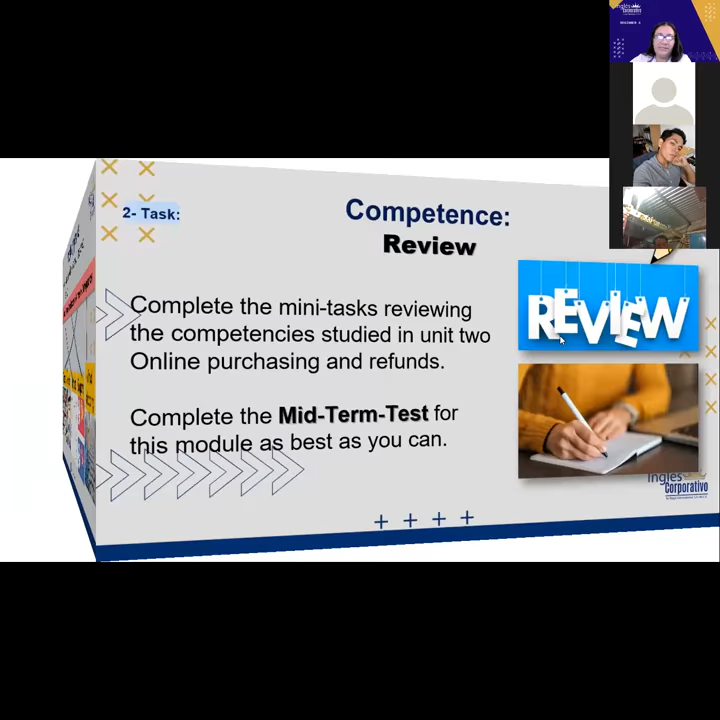 2- Task:
Competence:
Review
Complete the mini-tasks reviewing
the competencies studied in unit two
Online purchasing and refunds.
Complete the Mid-Term-Test for
this module as best as you can.
REVIEW
Ingles
Corporativo